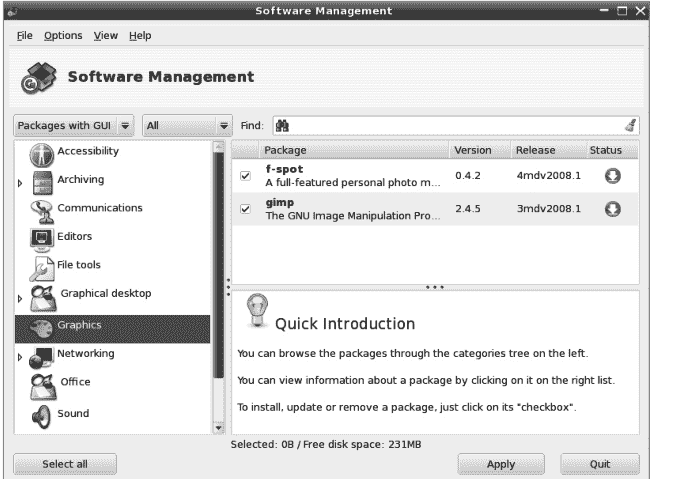 Software Management
File Options View Help
Software Management
Packages with GUI All Find:
Accessibility
Archiving
Communications
Editors
File tools
Graphical desktop
Graphics
Networking
Office
Sound
Package Version Release Status
f-spot
A full-featured personal photo m... 0.4.2 4mdv2008.1
gimp
The GNU Image Manipulation Pro... 2.4.5 3mdv2008.1
Quick Introduction
You can browse the packages through the categories tree on the left.
You can view information about a package by clicking on it on the right list.
To install, update or remove a package, just click on its "checkbox".
Selected: 0B / Free disk space: 231MB
Select all Apply Quit